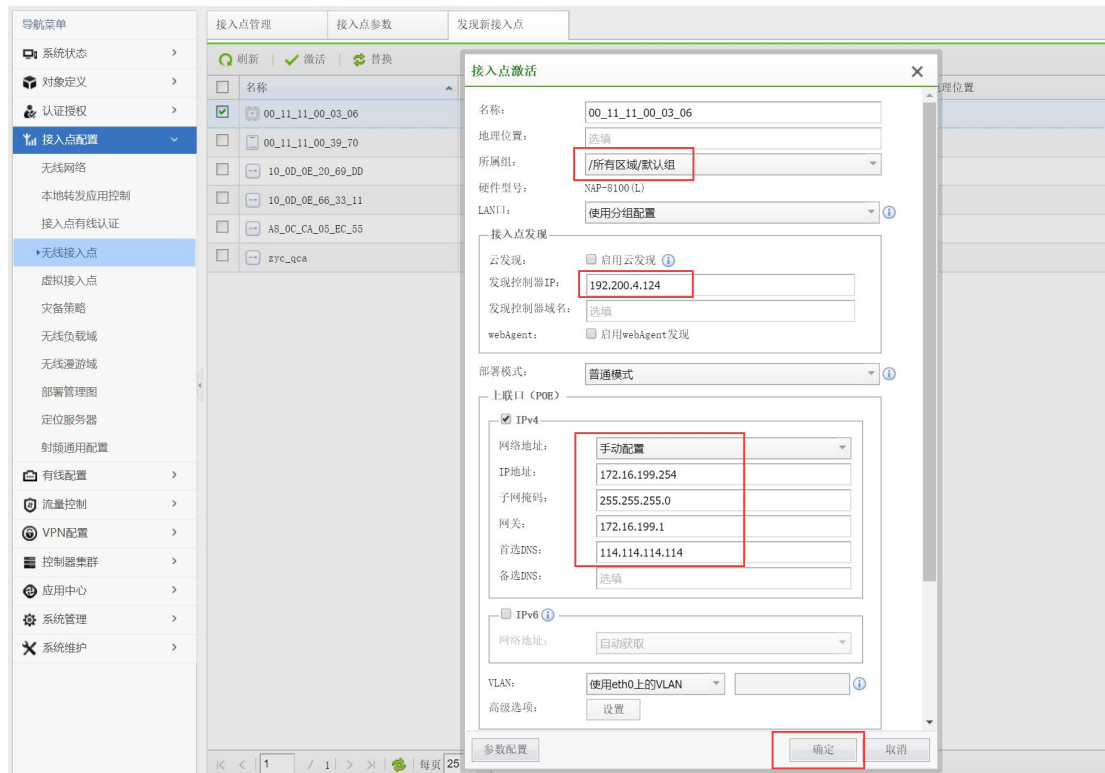 导航菜单
系统状态
对象定义
认证授权
接入点配置
无线网络
本地转发应用控制
接入点有线认证
无线接入点
虚拟接入点
灾备策略
无线负载域
无线漫游域
部署管理图
定位服务器
射频通用配置
有线配置
流量控制
VPN配置
控制器集群
应用中心
系统管理
系统维护
接入点管理 接入点参数 发现新接入点
刷新 激活 替换
名称
00_11_11_00_03_06
00_11_11_00_39_70
10_0D_0E_20_69_DD
10_0D_0E_66_33_11
A8_0C_CA_05_EC_55
zyc_qca
理位置
1 / 1 每页 25
接入点激活
名称: 00_11_11_00_03_06
地理位置: 选填
所属组: /所有区域/默认组
硬件型号: NAP-8100(L)
LAN口: 使用分组配置
接入点发现
云发现: 启用云发现
发现控制器IP: 192.200.4.124
发现控制器域名: 选填
webAgent: 启用webAgent发现
部署模式: 普通模式
上联口 (POE)
IPv4
网络地址: 手动配置
IP地址: 172.16.199.254
子网掩码: 255.255.255.0
网关: 172.16.199.1
首选DNS: 114.114.114.114
备选DNS: 选填
IPv6
网络地址: 自动获取
VLAN: 使用eth0上的VLAN
高级选项: 设置
参数配置 确定 取消